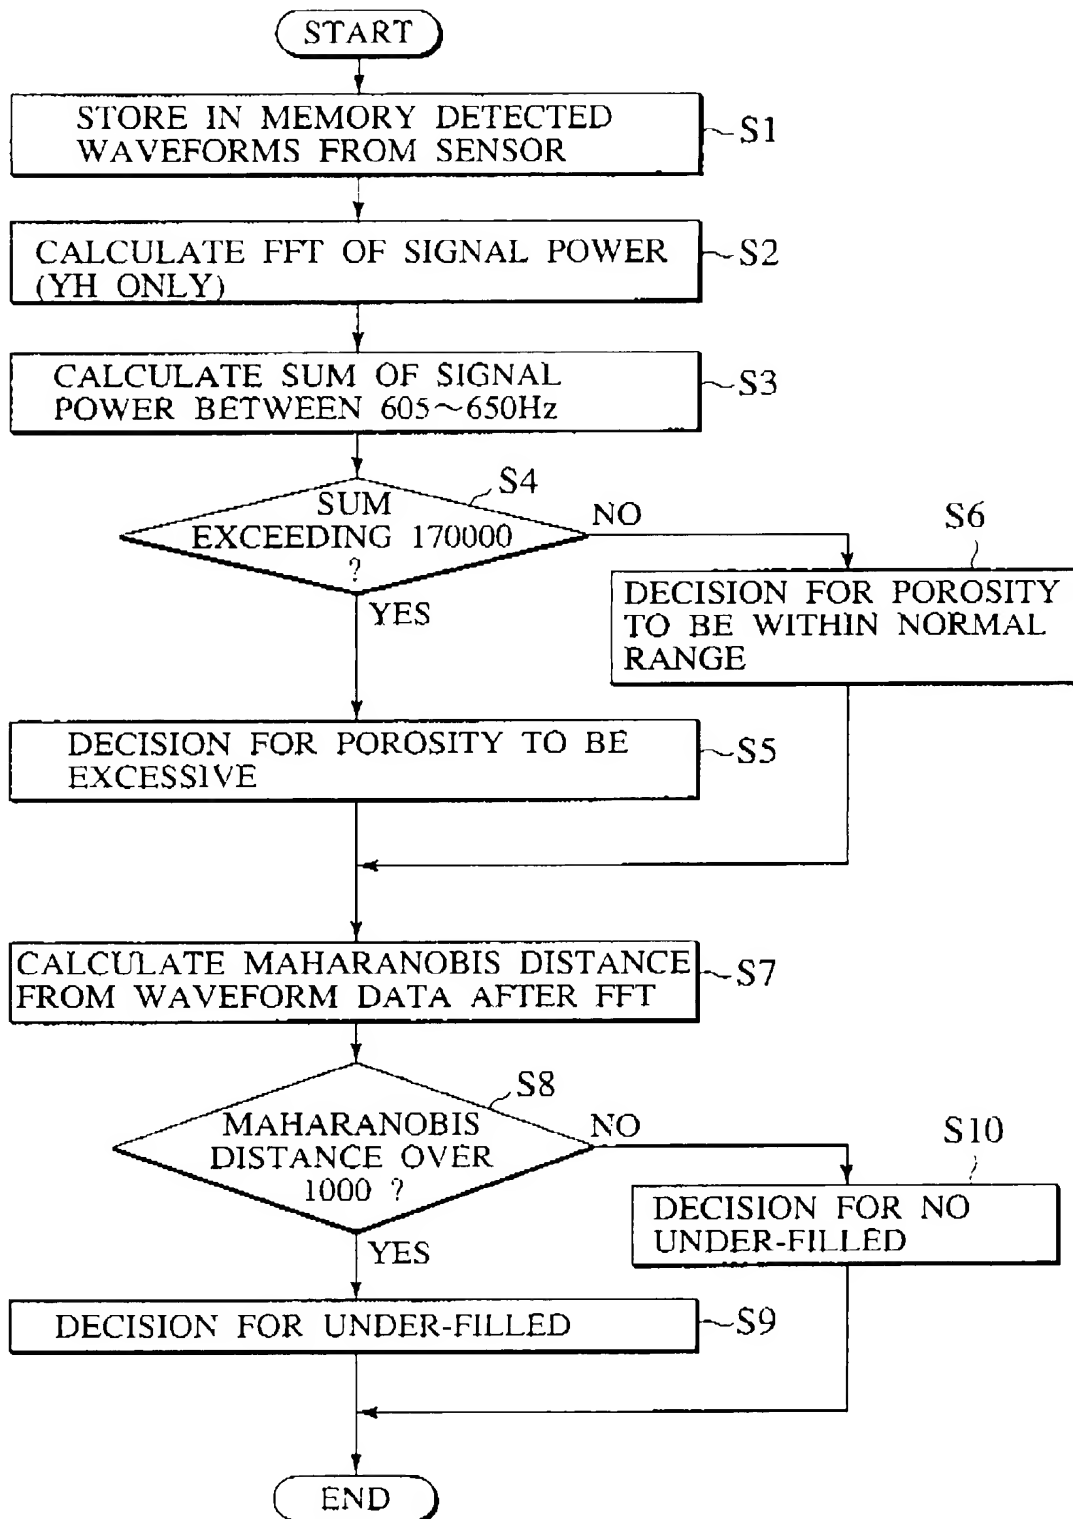 START
STORE IN MEMORY DETECTED
WAVEFORMS FROM SENSOR
S1
CALCULATE FFT OF SIGNAL POWER
(YH ONLY)
S2
CALCULATE SUM OF SIGNAL
POWER BETWEEN 605~650Hz
S3
S4
SUM
EXCEEDING 170000
?
NO
YES
S6
DECISION FOR POROSITY
TO BE WITHIN NORMAL
RANGE
DECISION FOR POROSITY TO BE
EXCESSIVE
S5
CALCULATE MAHARANOBIS DISTANCE
FROM WAVEFORM DATA AFTER FFT
S7
S8
MAHARANOBIS
DISTANCE OVER
1000 ?
NO
YES
S10
DECISION FOR NO
UNDER-FILLED
DECISION FOR UNDER-FILLED
S9
END